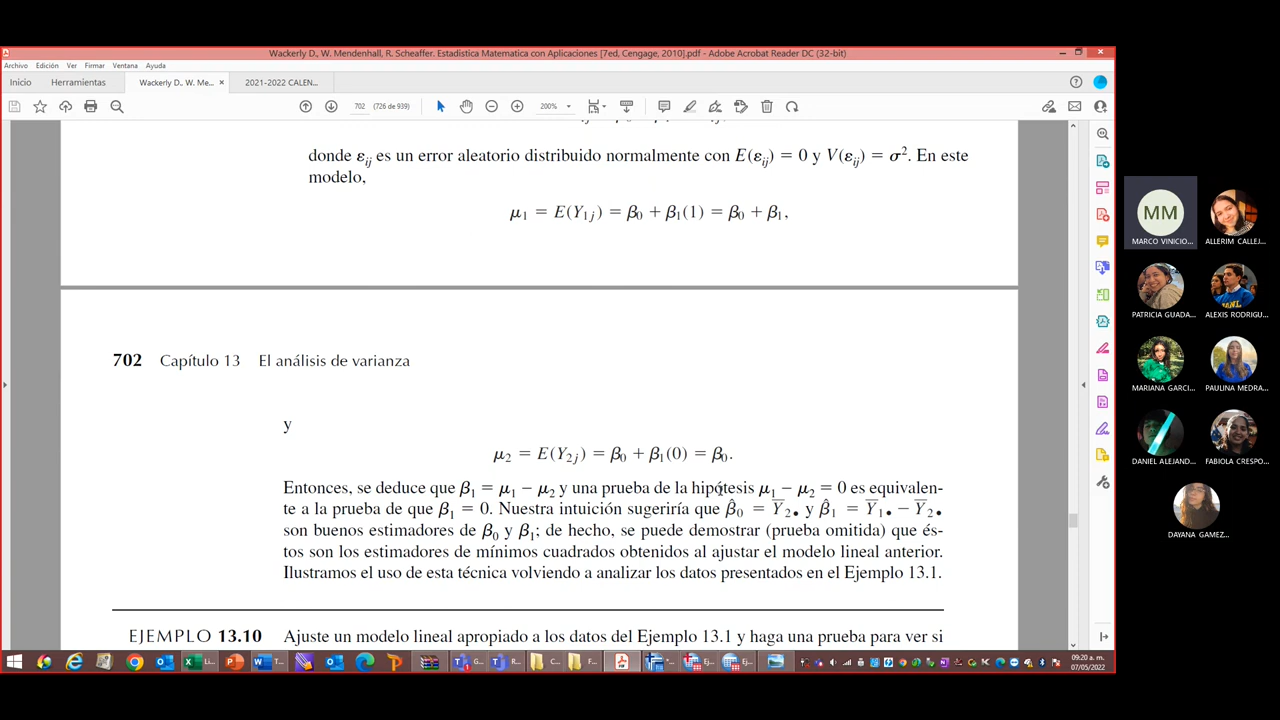 Wackerly D., W. Mendenhall, R. Scheaffer. Estadistica Matematica con Aplicaciones [7ed, Cengage, 2010].pdf - Adobe Acrobat Reader DC (32-bit)
Archivo Edición Ver Firmar Ventana Ayuda
Inicio Herramientas Wackerly D., W. Me... × 2021-2022 CALEN...
702 (726 de 939) 200%
donde εij es un error aleatorio distribuido normalmente con E(εij) = 0 y V(εij) = σ². En este
modelo,
μ₁ = E(Y₁j) = β₀ + β₁(1) = β₀ + β₁,
702 Capítulo 13 El análisis de varianza
y
μ₂ = E(Y₂j) = β₀ + β₁(0) = β₀.
Entonces, se deduce que β₁ = μ₁ − μ₂ y una prueba de la hipótesis μ₁ − μ₂ = 0 es equivalen-
te a la prueba de que β₁ = 0. Nuestra intuición sugeriría que β̂₀ = Y̅₂• y β̂₁ = Y̅₁• − Y̅₂•
son buenos estimadores de β₀ y β₁; de hecho, se puede demostrar (prueba omitida) que és-
tos son los estimadores de mínimos cuadrados obtenidos al ajustar el modelo lineal anterior.
Ilustramos el uso de esta técnica volviendo a analizar los datos presentados en el Ejemplo 13.1.
EJEMPLO 13.10 Ajuste un modelo lineal apropiado a los datos del Ejemplo 13.1 y haga una prueba para ver si
MM
MARCO VINICIO... ALLERIM CALLEJ...
PATRICIA GUADA... ALEXIS RODRIGU...
MARIANA GARCI... PAULINA MEDRA...
DANIEL ALEJAND... FABIOLA CRESPO...
DAYANA GAMEZ...
Li... T... G... R... C... F... Ej... Ej...
09:20 a. m.
07/05/2022